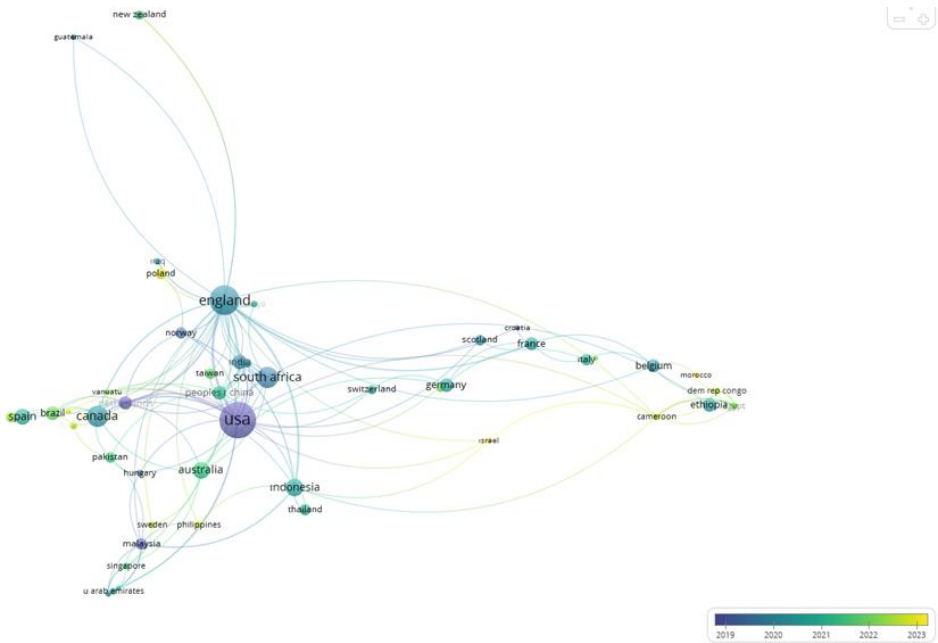 new zealand
guatemala
iraq
poland
england
norway
india
taiwan
south africa
peoples r china
scotland
croatia
france
italy
belgium
morocco
dem rep congo
switzerland
germany
ethiopia
egypt
vanuatu
spain
brazil
canada
usa
cameroon
israel
pakistan
hungary
australia
indonesia
thailand
sweden
philippines
malaysia
singapore
u arab emirates
2019 2020 2021 2022 2023